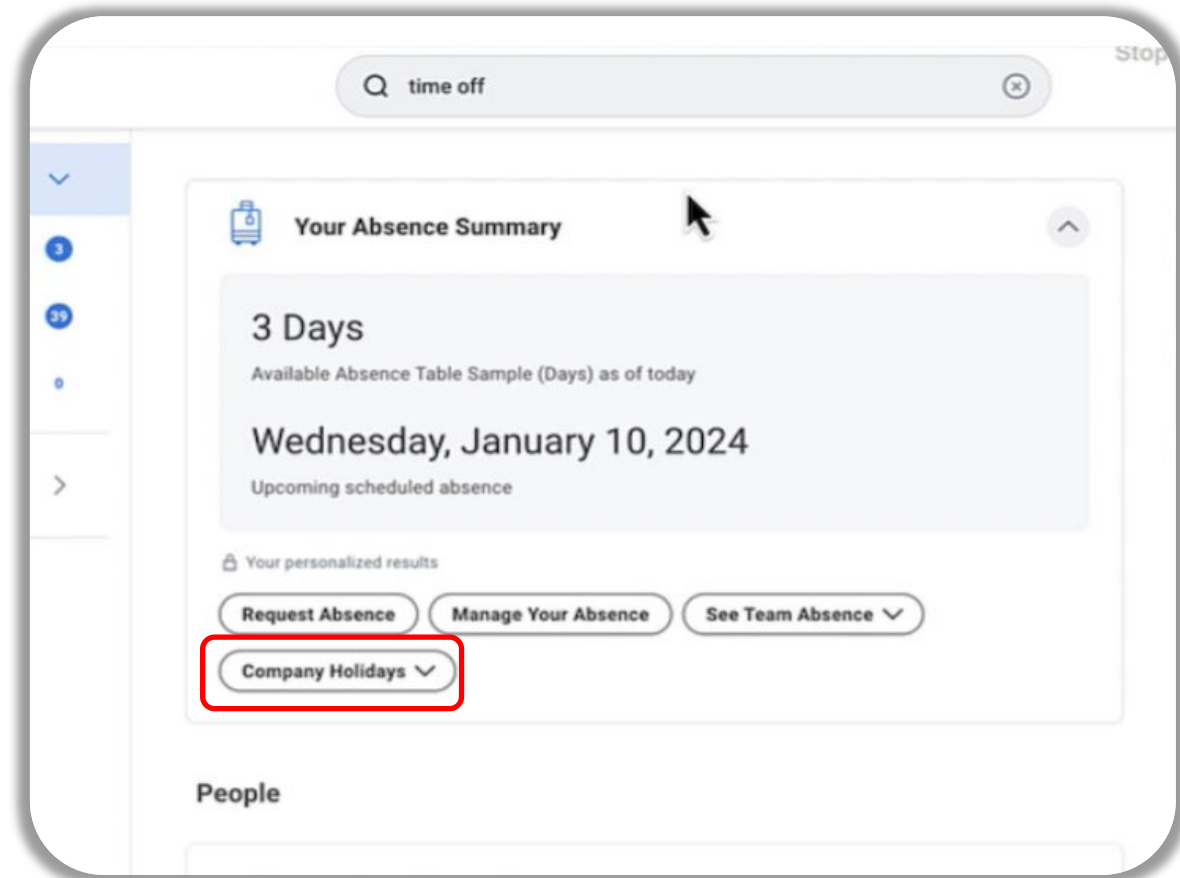 Stop
time off
3
39
0
Your Absence Summary
3 Days
Available Absence Table Sample (Days) as of today
Wednesday, January 10, 2024
Upcoming scheduled absence
Your personalized results
Request Absence Manage Your Absence See Team Absence
Company Holidays
People